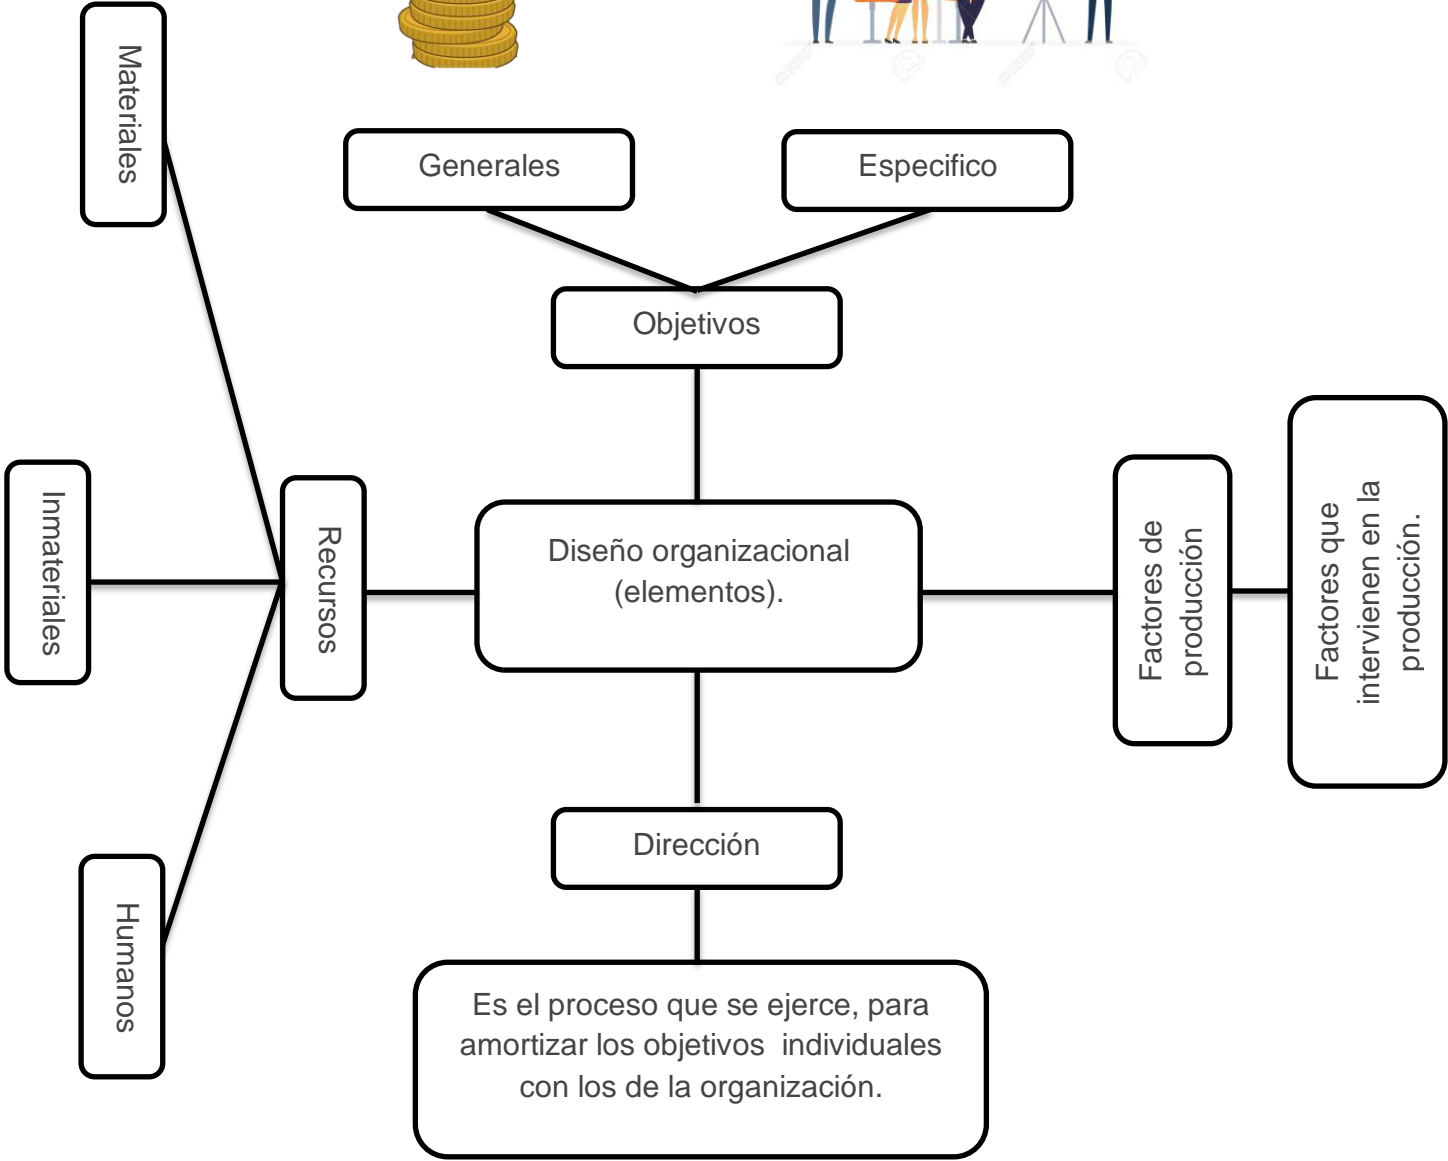 Materiales
Generales
Especifico
Objetivos
Inmateriales
Recursos
Diseño organizacional
(elementos).
Factores de
producción
Factores que
intervienen en la
producción.
Dirección
Humanos
Es el proceso que se ejerce, para
amortizar los objetivos  individuales
con los de la organización.